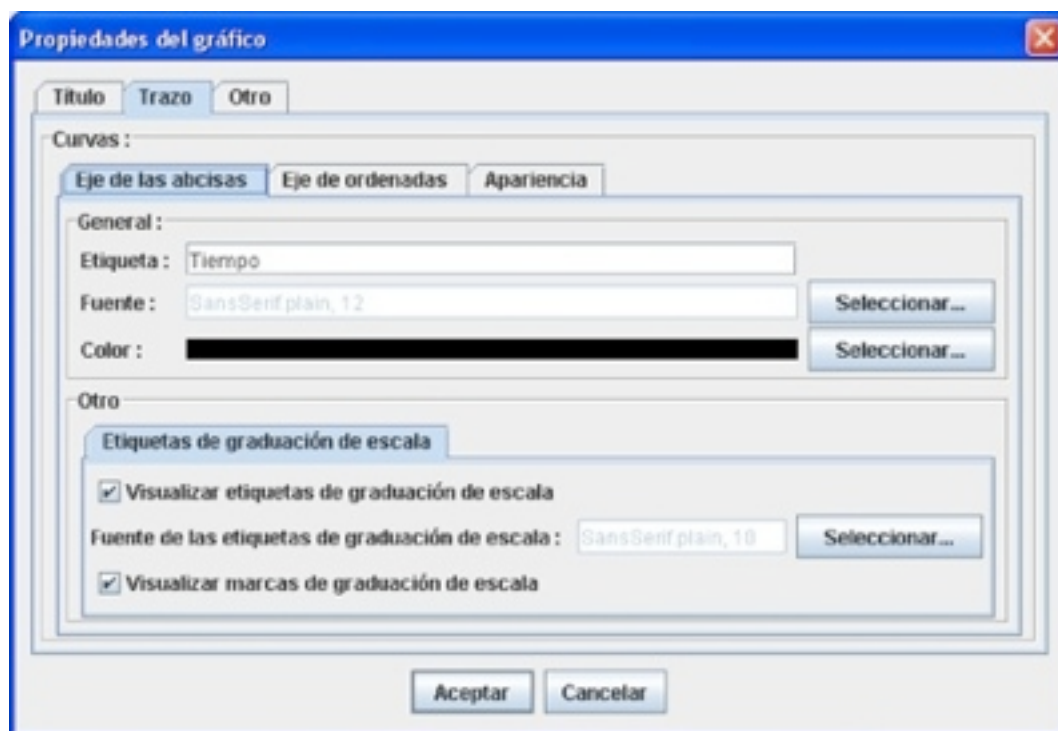 Propiedades del gráfico
Título Trazo Otro
Curvas :
Eje de las abcisas Eje de ordenadas Apariencia
General :
Etiqueta : Tiempo
Fuente : SansSerif.plain, 12 Seleccionar...
Color : Seleccionar...
Otro
Etiquetas de graduación de escala
Visualizar etiquetas de graduación de escala
Fuente de las etiquetas de graduación de escala : SansSerif.plain, 10 Seleccionar...
Visualizar marcas de graduación de escala
Aceptar Cancelar